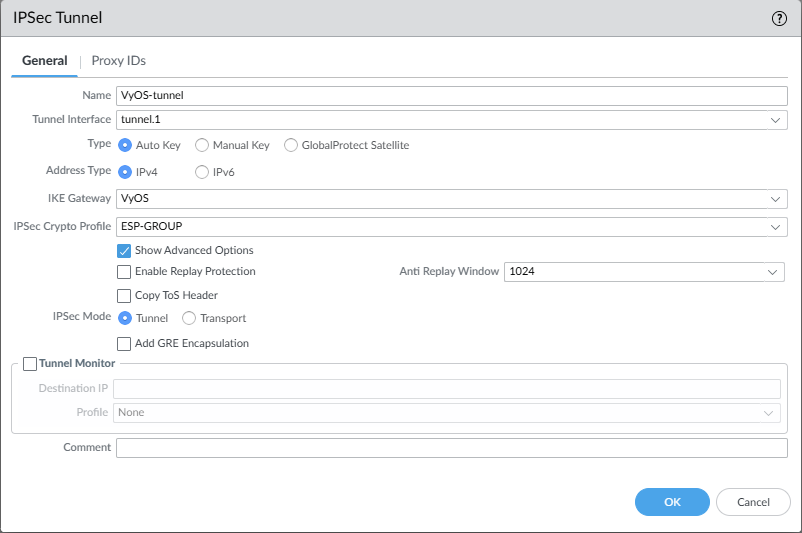 IPSec Tunnel
General | Proxy IDs
Name VyOS-tunnel
Tunnel Interface tunnel.1
Type Auto Key Manual Key GlobalProtect Satellite
Address Type IPv4 IPv6
IKE Gateway VyOS
IPSec Crypto Profile ESP-GROUP
Show Advanced Options
Enable Replay Protection Anti Replay Window 1024
Copy ToS Header
IPSec Mode Tunnel Transport
Add GRE Encapsulation
Tunnel Monitor
Destination IP
Profile None
Comment
OK Cancel